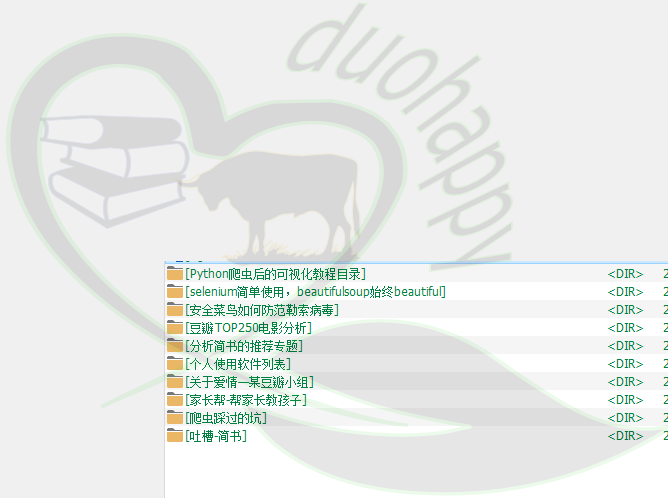 duohappy
[Python爬虫后的可视化教程目录] <DIR> 2
[selenium简单使用，beautifulsoup始终beautiful] <DIR> 2
[安全菜鸟如何防范勒索病毒] <DIR> 2
[豆瓣TOP250电影分析] <DIR> 2
[分析简书的推荐专题] <DIR> 2
[个人使用软件列表] <DIR> 2
[关于爱情—某豆瓣小组] <DIR> 2
[家长帮-帮家长教孩子] <DIR> 2
[爬虫踩过的坑] <DIR> 2
[吐槽-简书] <DIR> 2